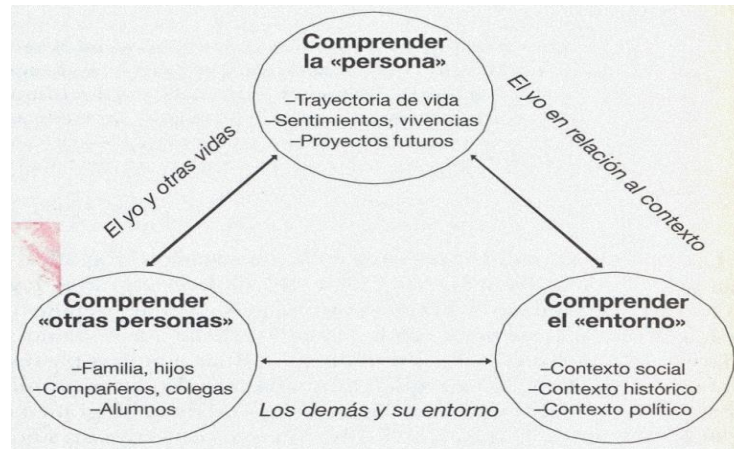 Comprender
la «persona»
–Trayectoria de vida
–Sentimientos, vivencias
–Proyectos futuros
El yo y otras vidas
El yo en relación al contexto
Comprender
«otras personas»
–Familia, hijos
–Compañeros, colegas
–Alumnos
Comprender
el «entorno»
–Contexto social
–Contexto histórico
–Contexto político
Los demás y su entorno